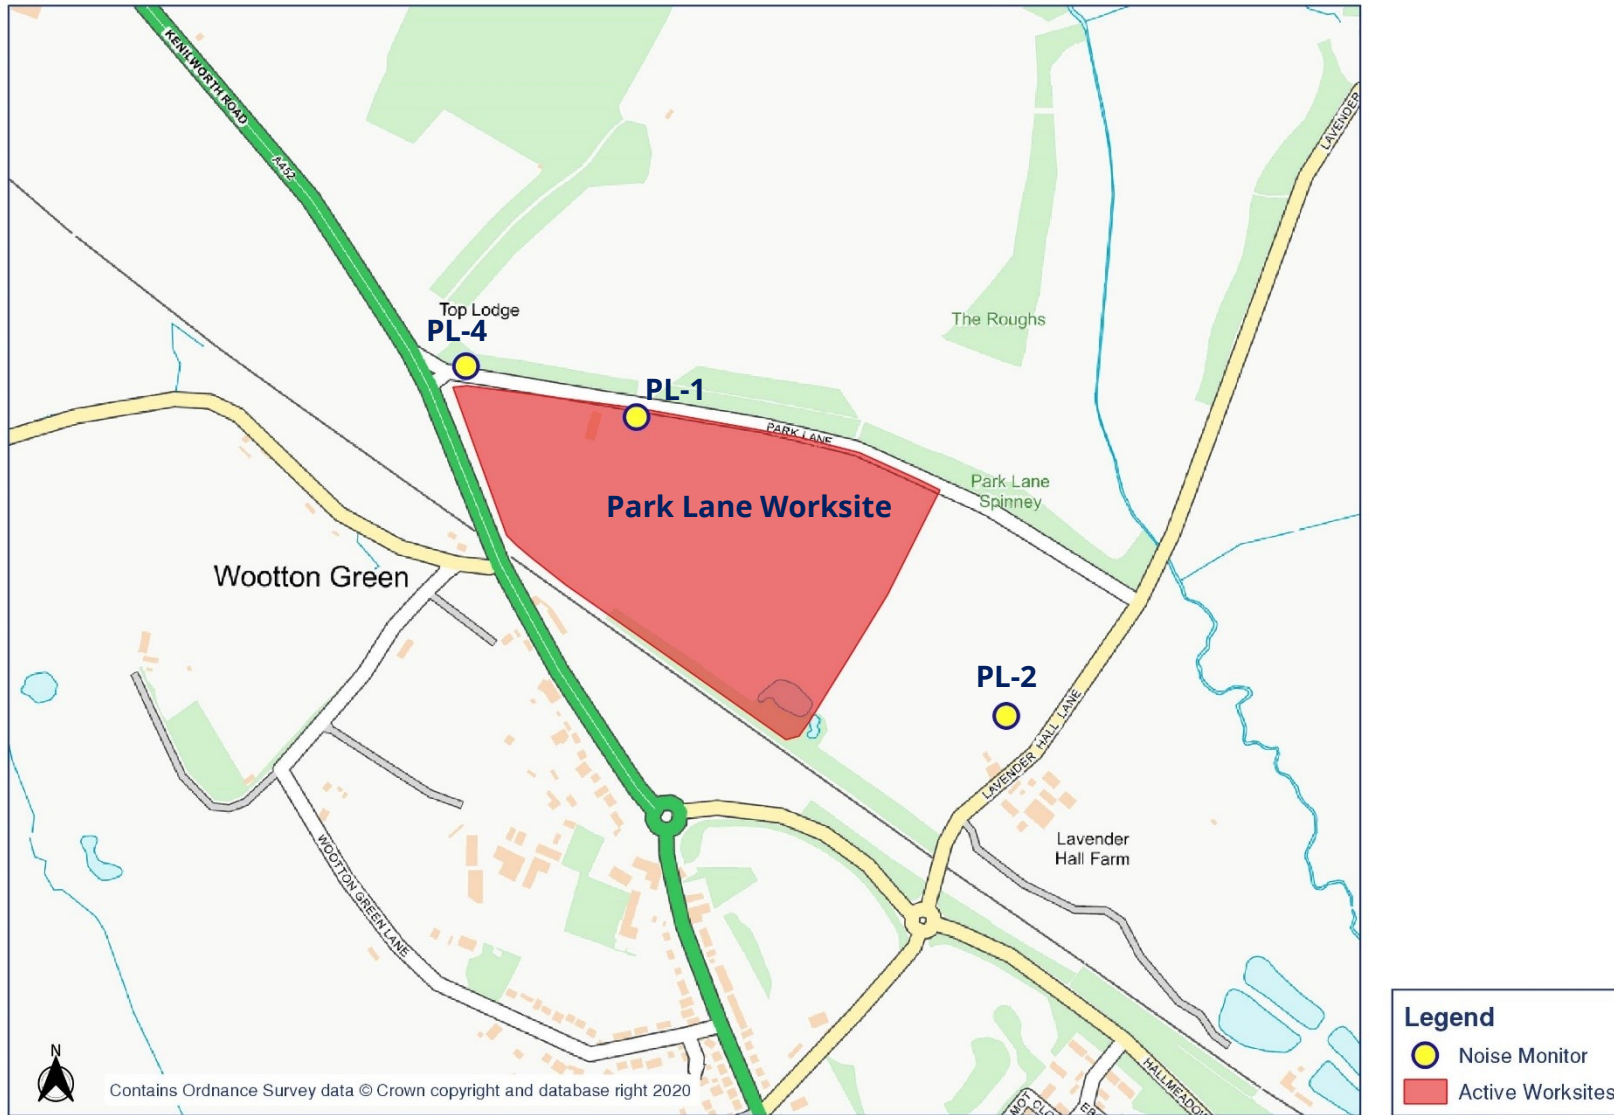 KENILWORTH ROAD
A452
LAVENDER
Top Lodge
PL-4
The Roughs
PL-1
PARK LANE
Park Lane
Spinney
Park Lane Worksite
Wootton Green
PL-2
LAVENDER HALL LANE
Lavender
Hall Farm
WOOTTON GREEN LANE
HALLMEADOW
MOT
CLO
N
Contains Ordnance Survey data © Crown copyright and database right 2020
Legend
Noise Monitor
Active Worksites